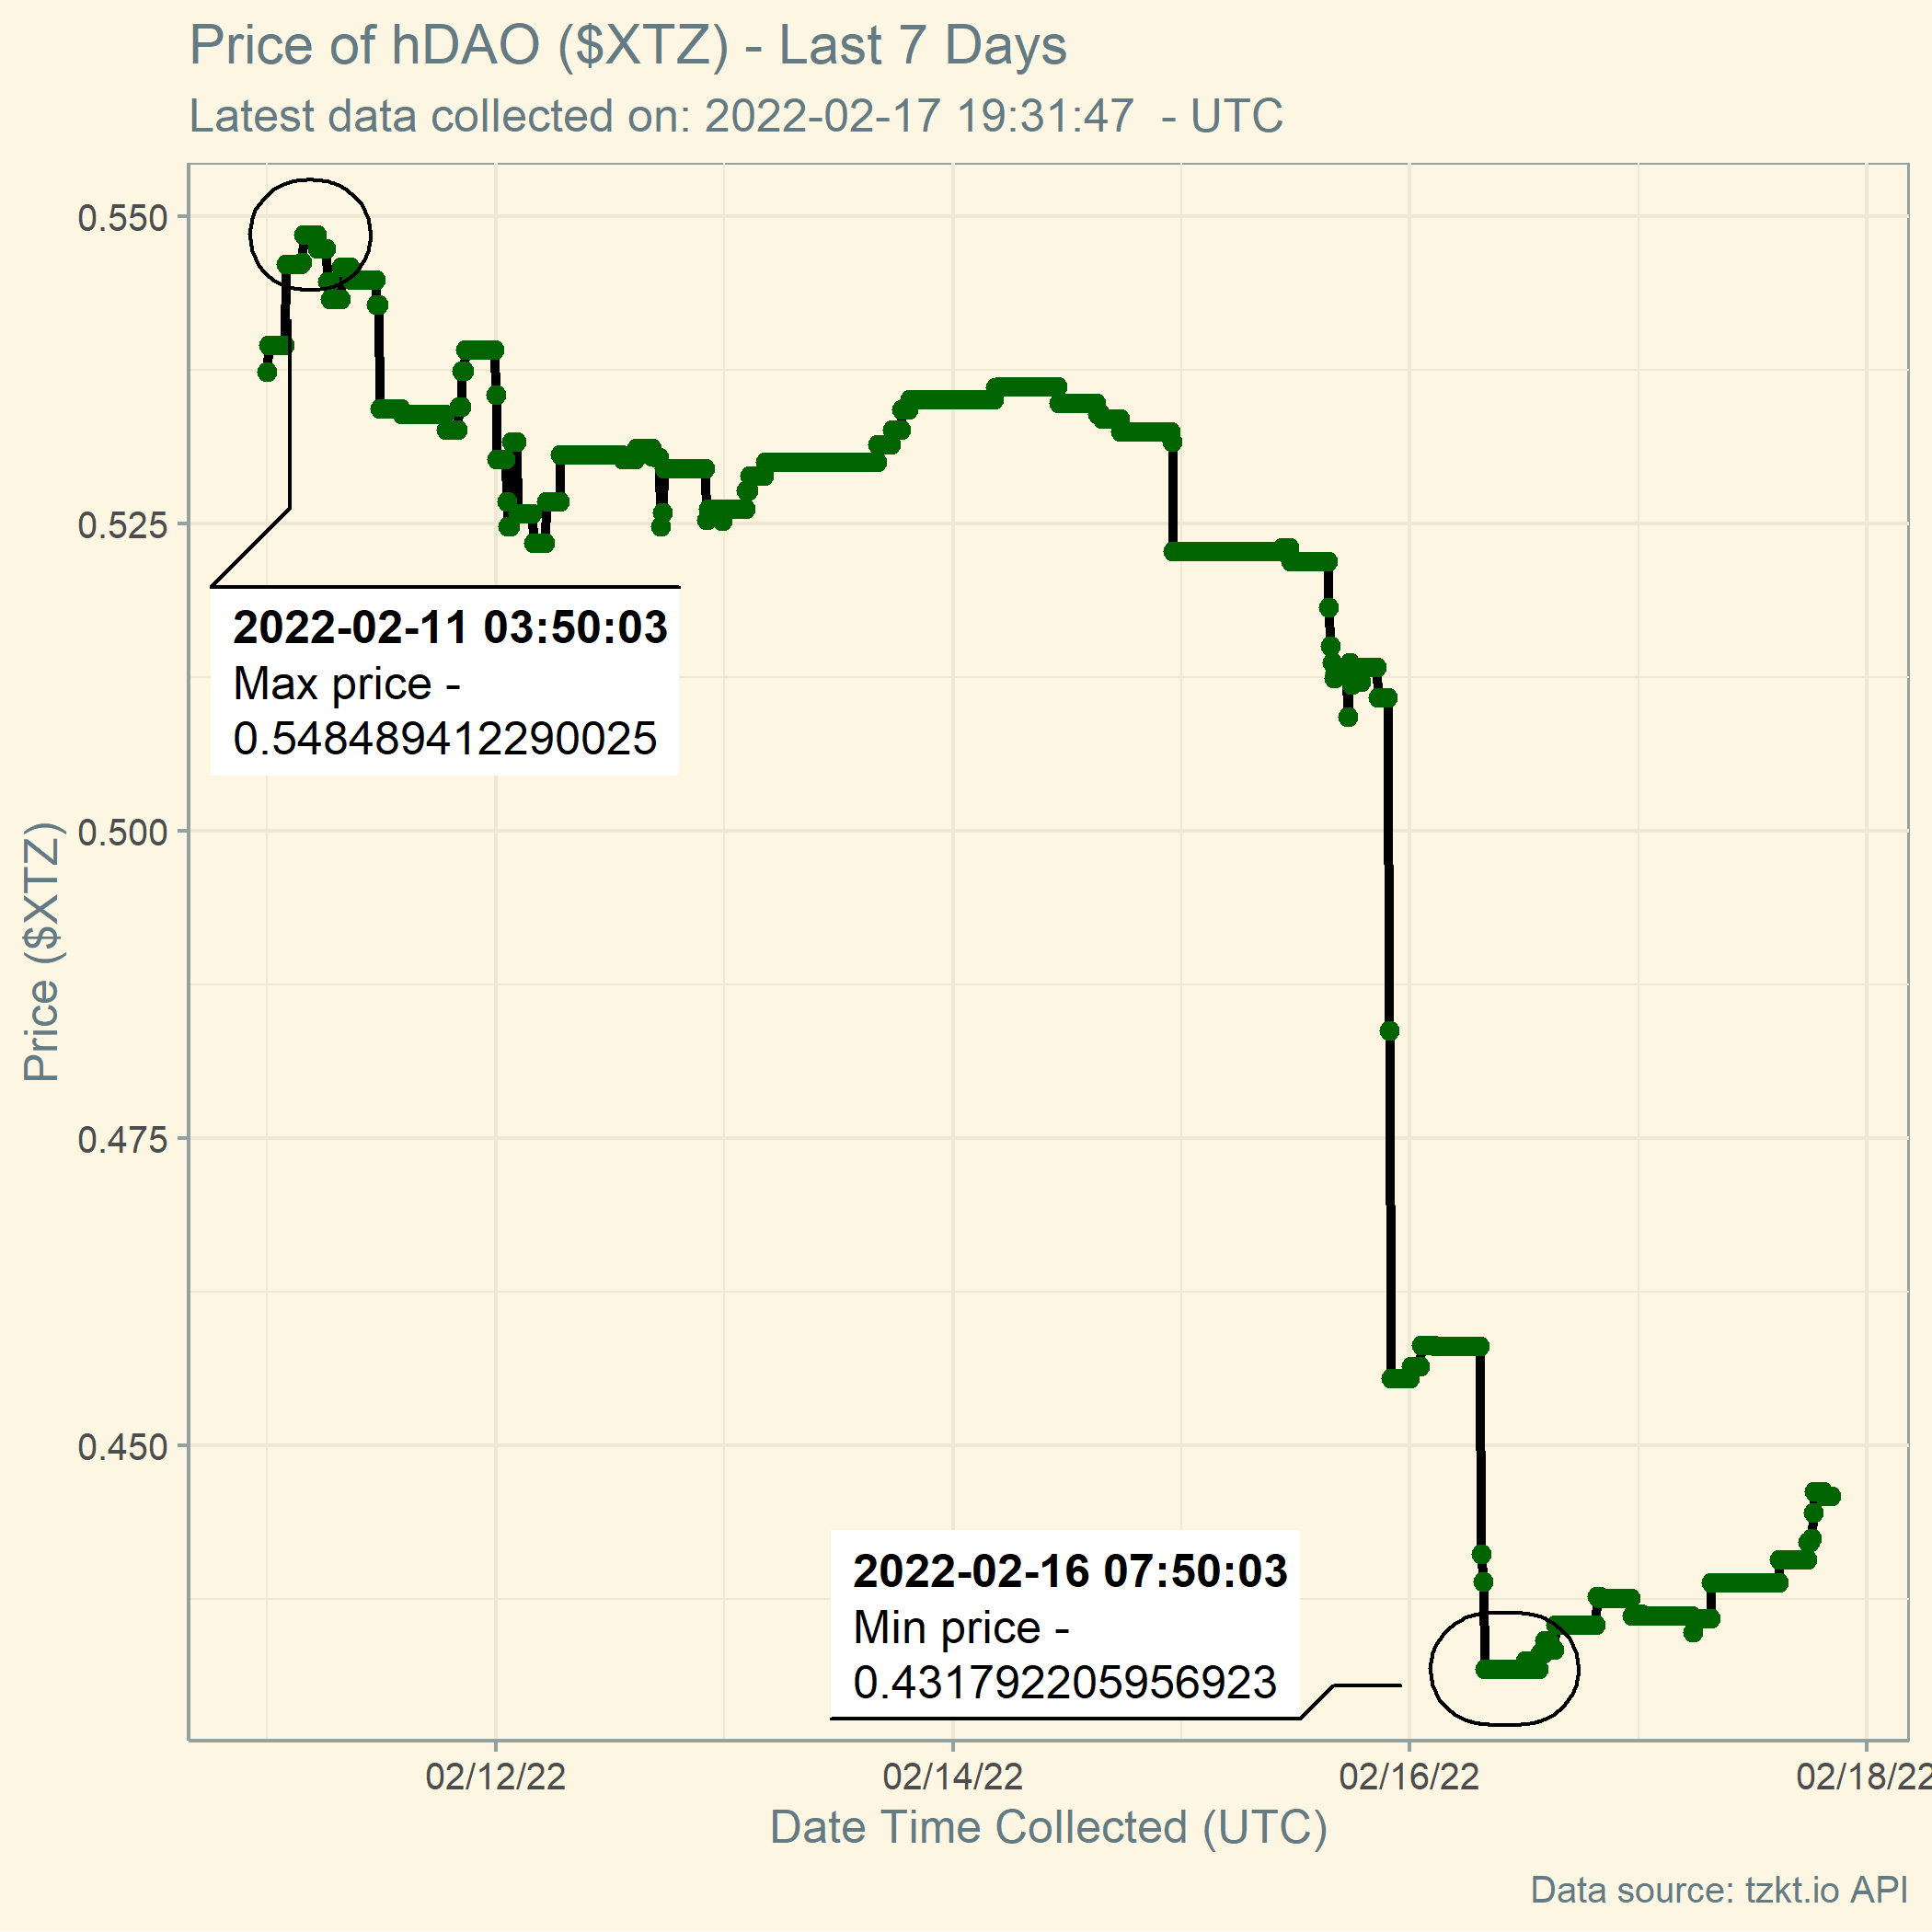 Price of hDAO ($XTZ) - Last 7 Days
Latest data collected on: 2022-02-17 19:31:47  - UTC
0.550
0.525
0.500
0.475
0.450
Price ($XTZ)
2022-02-11 03:50:03
Max price -
0.548489412290025
2022-02-16 07:50:03
Min price -
0.431792205956923
02/12/22
02/14/22
02/16/22
02/18/22
Date Time Collected (UTC)
Data source: tzkt.io API